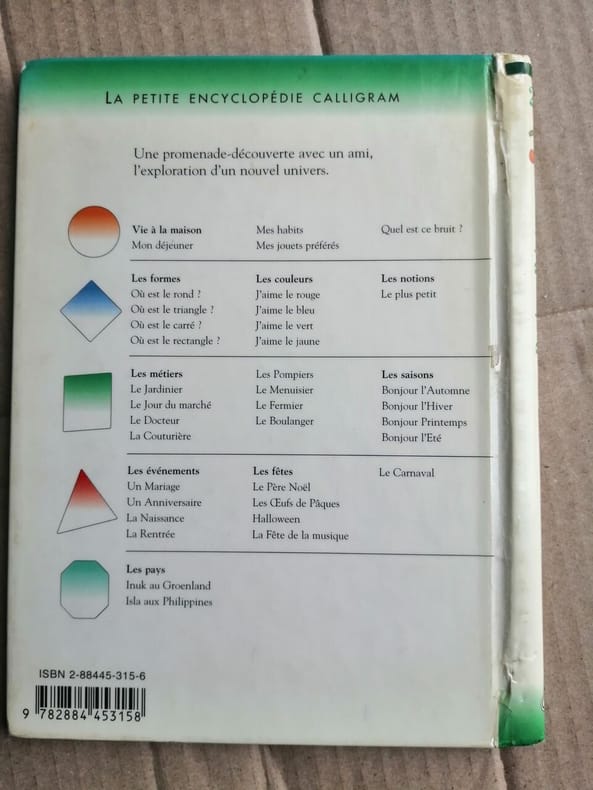 LA PETITE ENCYCLOPÉDIE CALLIGRAM
Une promenade-découverte avec un ami,
l'exploration d'un nouvel univers.
Vie à la maison
Mon déjeuner
Mes habits
Mes jouets préférés
Quel est ce bruit ?
Les formes
Où est le rond ?
Où est le triangle ?
Où est le carré ?
Où est le rectangle ?
Les couleurs
J'aime le rouge
J'aime le bleu
J'aime le vert
J'aime le jaune
Les notions
Le plus petit
Les métiers
Le Jardinier
Le Jour du marché
Le Docteur
La Couturière
Les Pompiers
Le Menuisier
Le Fermier
Le Boulanger
Les saisons
Bonjour l'Automne
Bonjour l'Hiver
Bonjour Printemps
Bonjour l'Eté
Les événements
Un Mariage
Un Anniversaire
La Naissance
La Rentrée
Les fêtes
Le Père Noël
Les Œufs de Pâques
Halloween
La Fête de la musique
Le Carnaval
Les pays
Inuk au Groenland
Isla aux Philippines
ISBN 2-88445-315-6
9 782884 453158